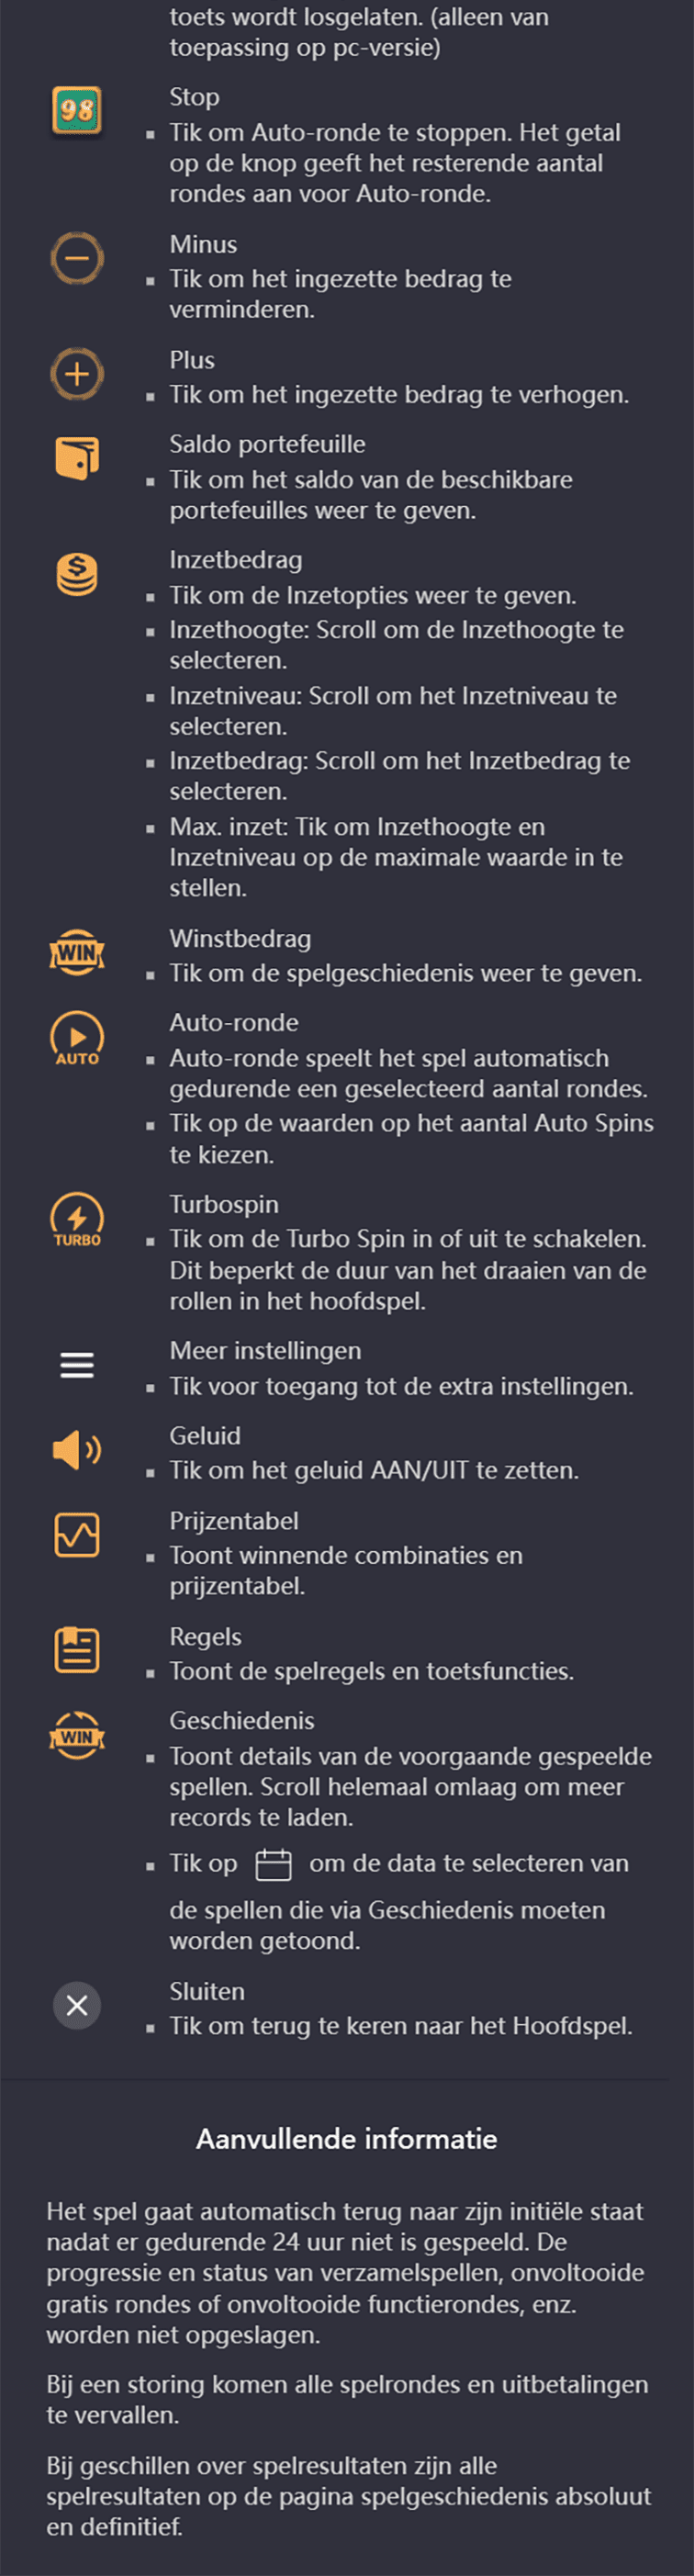 toets wordt losgelaten. (alleen van
toepassing op pc-versie)
98
Stop
Tik om Auto-ronde te stoppen. Het getal
op de knop geeft het resterende aantal
rondes aan voor Auto-ronde.
Minus
Tik om het ingezette bedrag te
verminderen.
Plus
Tik om het ingezette bedrag te verhogen.
Saldo portefeuille
Tik om het saldo van de beschikbare
portefeuilles weer te geven.
$
Inzetbedrag
Tik om de Inzetopties weer te geven.
Inzethoogte: Scroll om de Inzethoogte te
selecteren.
Inzetniveau: Scroll om het Inzetniveau te
selecteren.
Inzetbedrag: Scroll om het Inzetbedrag te
selecteren.
Max. inzet: Tik om Inzethoogte en
Inzetniveau op de maximale waarde in te
stellen.
WIN
Winstbedrag
Tik om de spelgeschiedenis weer te geven.
AUTO
Auto-ronde
Auto-ronde speelt het spel automatisch
gedurende een geselecteerd aantal rondes.
Tik op de waarden op het aantal Auto Spins
te kiezen.
TURBO
Turbospin
Tik om de Turbo Spin in of uit te schakelen.
Dit beperkt de duur van het draaien van de
rollen in het hoofdspel.
Meer instellingen
Tik voor toegang tot de extra instellingen.
Geluid
Tik om het geluid AAN/UIT te zetten.
Prijzentabel
Toont winnende combinaties en
prijzentabel.
Regels
Toont de spelregels en toetsfuncties.
WIN
Geschiedenis
Toont details van de voorgaande gespeelde
spellen. Scroll helemaal omlaag om meer
records te laden.
Tik op om de data te selecteren van
de spellen die via Geschiedenis moeten
worden getoond.
Sluiten
Tik om terug te keren naar het Hoofdspel.
Aanvullende informatie
Het spel gaat automatisch terug naar zijn initiële staat
nadat er gedurende 24 uur niet is gespeeld. De
progressie en status van verzamelspellen, onvoltooide
gratis rondes of onvoltooide functierondes, enz.
worden niet opgeslagen.
Bij een storing komen alle spelrondes en uitbetalingen
te vervallen.
Bij geschillen over spelresultaten zijn alle
spelresultaten op de pagina spelgeschiedenis absoluut
en definitief.